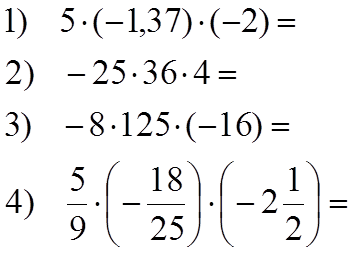 1) 5·(−1,37)·(−2)=
2) −25·36·4=
3) −8·125·(−16)=
4) 5/9·(−18/25)·(−2 1/2)=